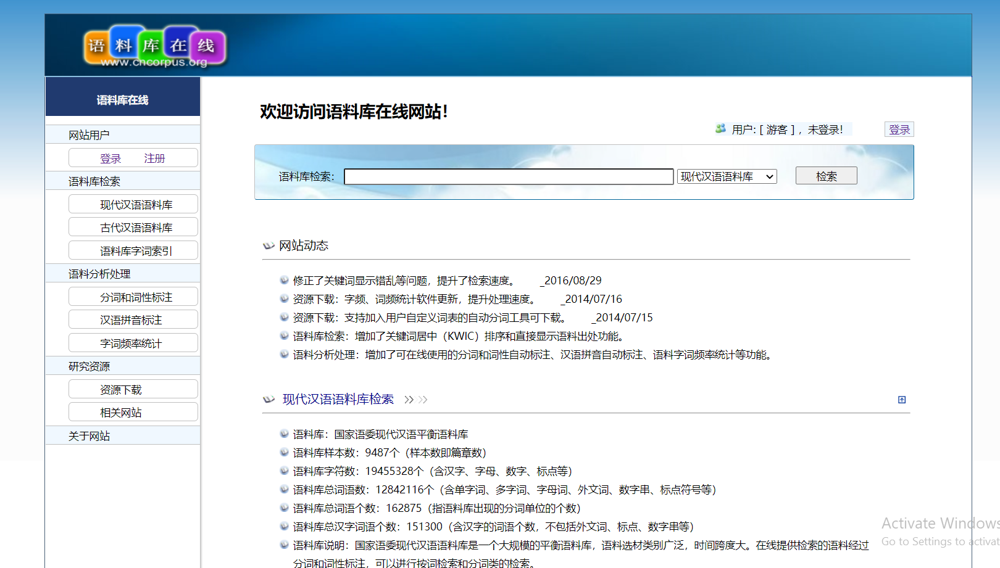 语料库在线
www.cncorpus.org
语料库在线
网站用户
登录 注册
语料库检索
现代汉语语料库
古代汉语语料库
语料库字词索引
语料分析处理
分词和词性标注
汉语拼音标注
字词频率统计
研究资源
资源下载
相关网站
关于网站
欢迎访问语料库在线网站!
用户: [ 游客 ] ，未登录! 登录
语料库检索： 现代汉语语料库 检索
网站动态
修正了关键词显示错乱等问题，提升了检索速度。 _2016/08/29
资源下载：字频、词频统计软件更新，提升处理速度。 _2014/07/16
资源下载：支持加入用户自定义词表的自动分词工具可下载。 _2014/07/15
语料库检索：增加了关键词居中（KWIC）排序和直接显示语料出处功能。
语料分析处理：增加了可在线使用的分词和词性自动标注、汉语拼音自动标注、语料字词频率统计等功能。
现代汉语语料库检索
语料库：国家语委现代汉语平衡语料库
语料库样本数：9487个（样本数即篇章数）
语料库字符数：19455328个（含汉字、字母、数字、标点等）
语料库总词语数：12842116个（含单字词、多字词、字母词、外文词、数字串、标点符号等）
语料库总词语个数：162875（指语料库出现的分词单位的个数）
语料库总汉字词语个数：151300（含汉字的词语个数，不包括外文词、标点、数字串等）
语料库说明：国家语委现代汉语语料库是一个大规模的平衡语料库，语料选材类别广泛，时间跨度大。在线提供检索的语料经过
分词和词性标注，可以进行按词检索和分词类的检索。
Activate Windows
Go to Settings to activat